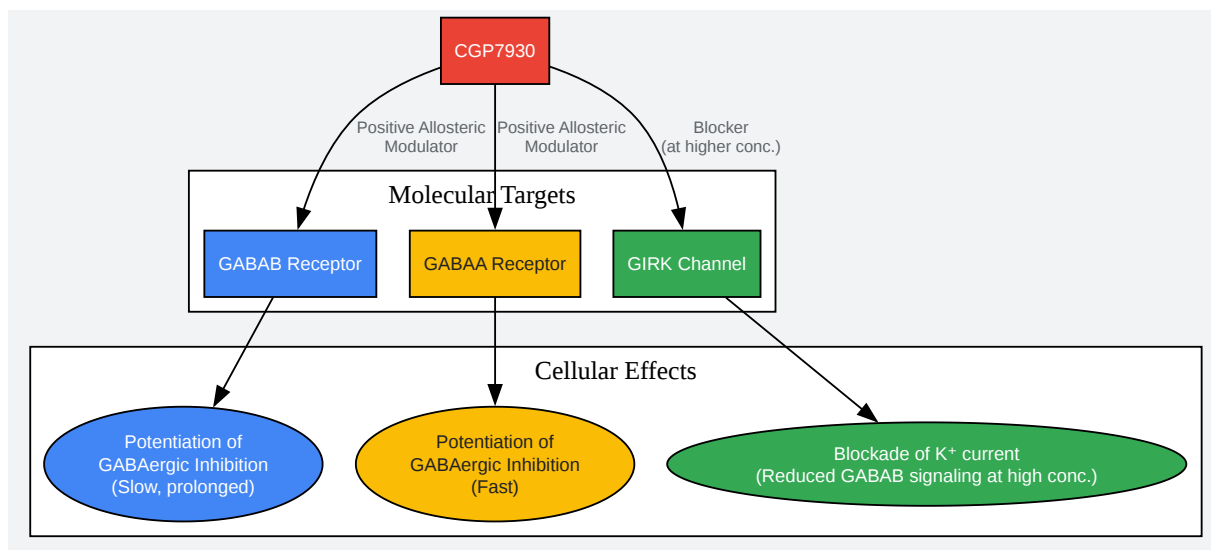 CGP7930
Positive Allosteric
Modulator
Positive Allosteric
Modulator
Blocker
(at higher conc.)
Molecular Targets
GABAB Receptor
GABAA Receptor
GIRK Channel
Cellular Effects
Potentiation of
GABAergic Inhibition
(Slow, prolonged)
Potentiation of
GABAergic Inhibition
(Fast)
Blockade of K⁺ current
(Reduced GABAB signaling at high conc.)